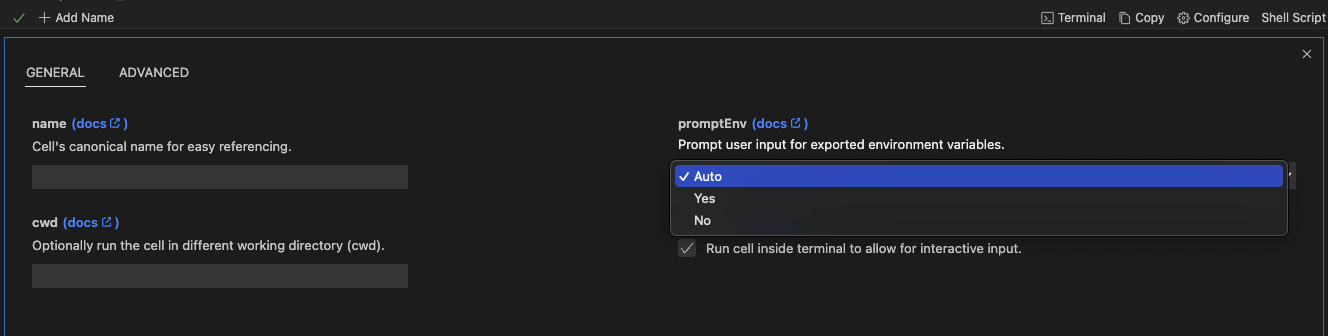 Add Name
Terminal Copy Configure Shell Script
GENERAL ADVANCED
name (docs)
Cell's canonical name for easy referencing.
cwd (docs)
Optionally run the cell in different working directory (cwd).
promptEnv (docs)
Prompt user input for exported environment variables.
Auto
Yes
No
Run cell inside terminal to allow for interactive input.